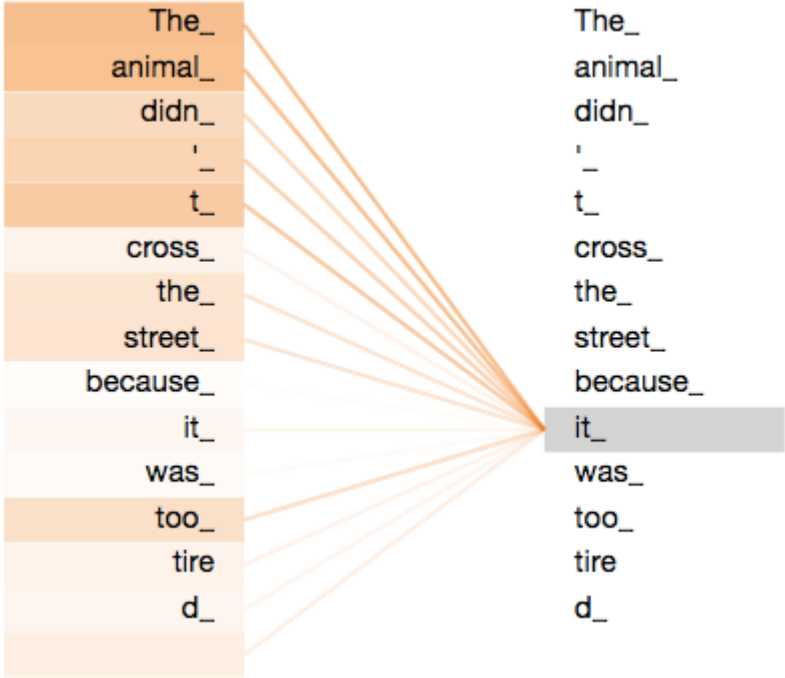 The_ The_
animal_ animal_
didn_ didn_
'_ '_
t_ t_
cross_ cross_
the_ the_
street_ street_
because_ because_
it_ it_
was_ was_
too_ too_
tire tire
d_ d_